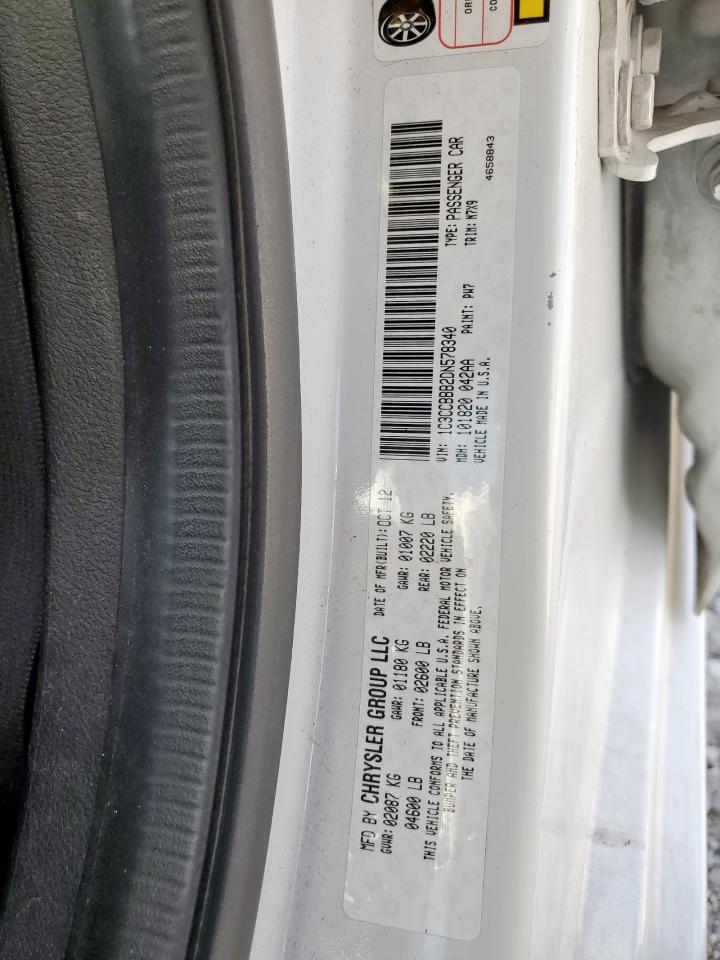 MFD BY CHRYSLER GROUP LLC DATE OF MFR(BUILT): OCT 12
GVWR: 02087 KG GAWR: 01180 KG GAWR: 01007 KG
04600 LB FRONT: 02600 LB REAR: 02220 LB
THIS VEHICLE CONFORMS TO ALL APPLICABLE U.S.A. FEDERAL MOTOR VEHICLE SAFETY,
BUMPER AND THEFT PREVENTION STANDARDS IN EFFECT ON
THE DATE OF MANUFACTURE SHOWN ABOVE.
VIN: 1C3CCBBB2DN578340 TYPE: PASSENGER CAR
MDH: 101820 042AA PAINT: PW7 TRIM: M7X9
VEHICLE MADE IN U.S.A. 4658843